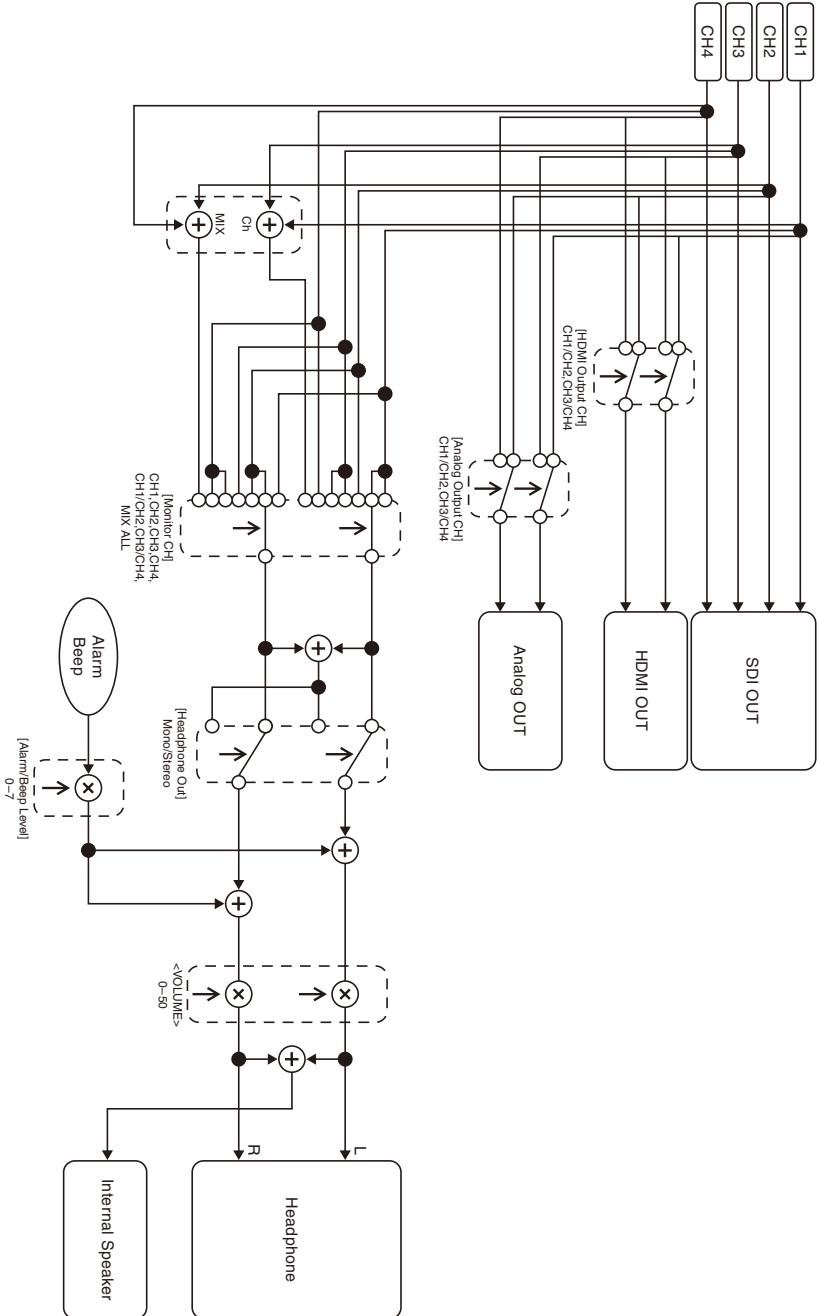 CH1
CH2
CH3
CH4
SDI OUT
HDMI OUT
[HDMI Output CH]
CH1/CH2,CH3/CH4
Analog OUT
[Analog Output CH]
CH1/CH2,CH3/CH4
Ch
MIX
[Monitor CH]
CH1,CH2,CH3,CH4,
CH1/CH2,CH3/CH4,
MIX ALL
[Headphone Out]
Mono/Stereo
Alarm
Beep
[Alarm/Beep Level]
0–7
<VOLUME>
0–50
L
R
Headphone
Internal Speaker